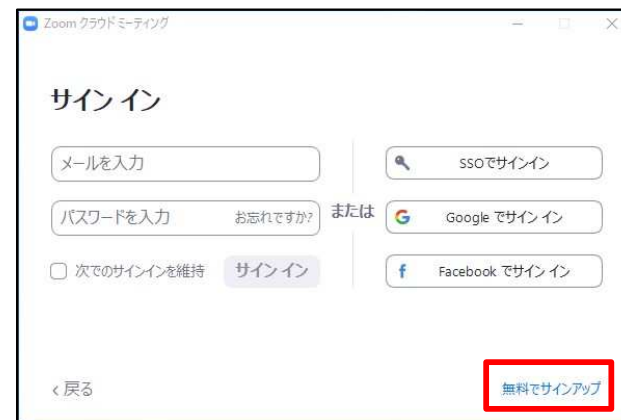 Zoom クラウド ミーティング
サイン イン
メールを入力
パスワードを入力 お忘れですか?
次でのサインインを維持 サイン イン
または
SSOでサインイン
Google でサイン イン
Facebook でサイン イン
‹ 戻る
無料でサインアップ